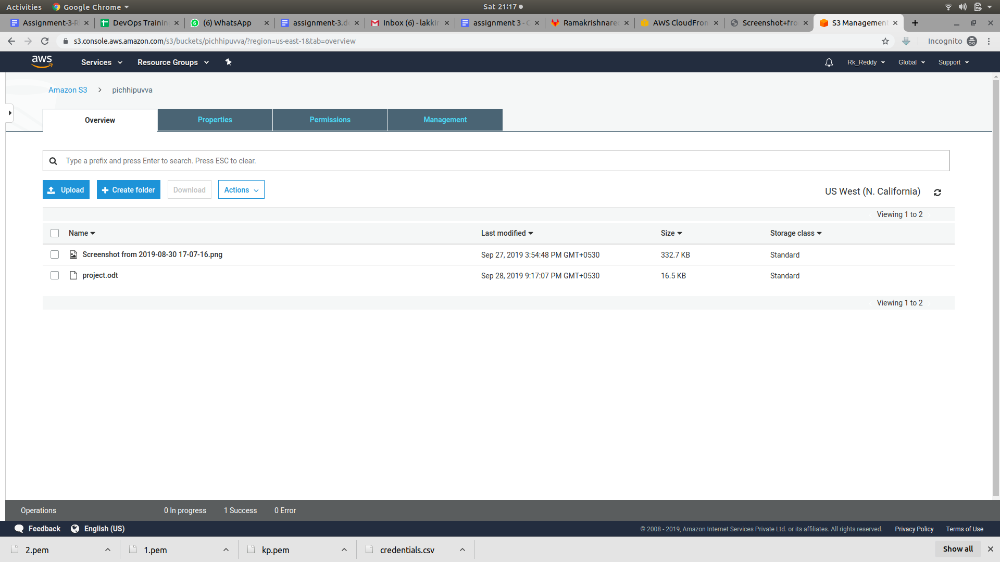 Activities Google Chrome Sat 21:17
Assignment-3-R DevOps Training (6) WhatsApp assignment-3.d Inbox (6) - lakkir assignment 3 - Ramakrishnared AWS CloudFron Screenshot+fro S3 Management
s3.console.aws.amazon.com/s3/buckets/pichhipuvva/?region=us-east-1&tab=overview Incognito
aws Services Resource Groups Rk_Reddy Global Support
Amazon S3 pichhipuvva
Overview Properties Permissions Management
Type a prefix and press Enter to search. Press ESC to clear.
Upload Create folder Download Actions US West (N. California)
Viewing 1 to 2
Name Last modified Size Storage class
Screenshot from 2019-08-30 17-07-16.png Sep 27, 2019 3:54:48 PM GMT+0530 332.7 KB Standard
project.odt Sep 28, 2019 9:17:07 PM GMT+0530 16.5 KB Standard
Viewing 1 to 2
Operations 0 In progress 1 Success 0 Error
Feedback English (US) © 2008 - 2019, Amazon Internet Services Private Ltd. or its affiliates. All rights reserved. Privacy Policy Terms of Use
2.pem 1.pem kp.pem credentials.csv Show all